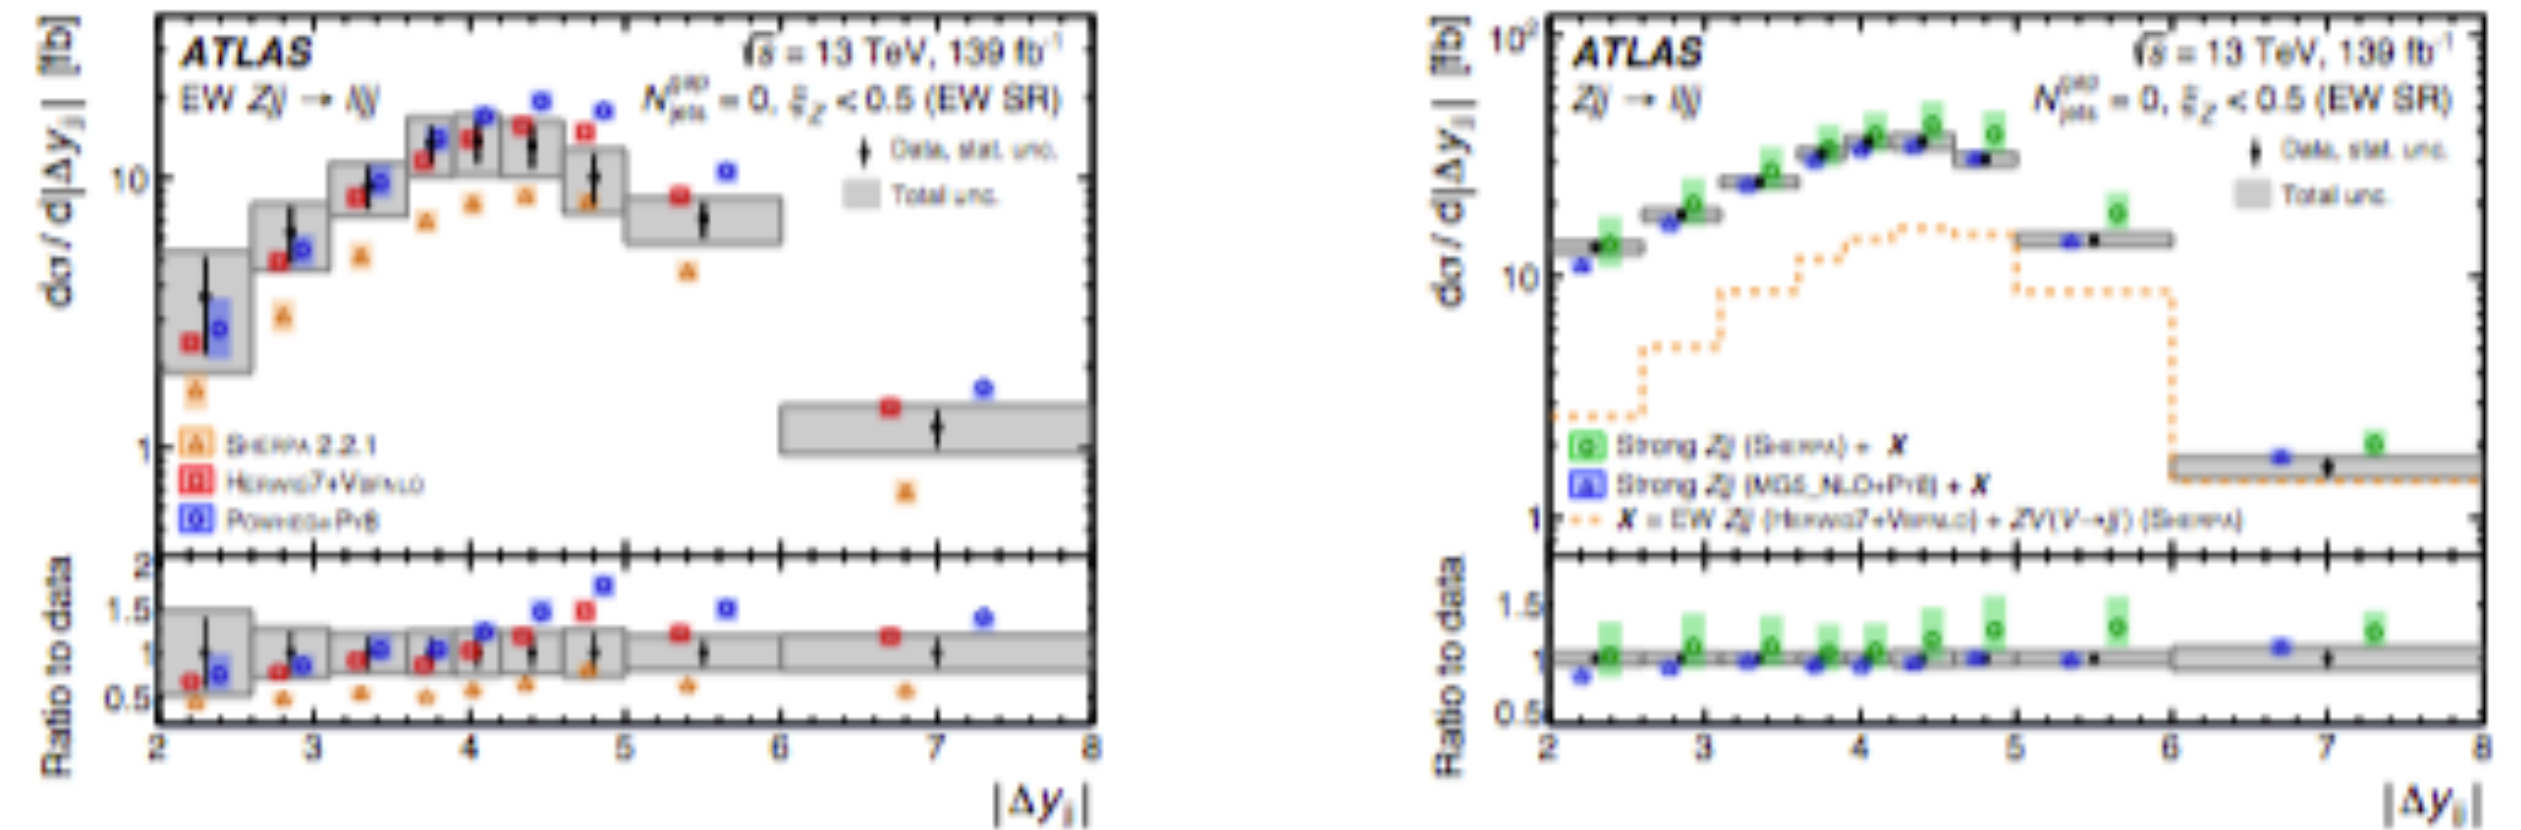 ATLAS
√s = 13 TeV, 139 fb⁻¹
EW Zjj → lljj
N_jets^gap = 0, ξ_Z < 0.5 (EW SR)
Data, stat. unc.
Total unc.
SHERPA 2.2.1
HERWIG7+VBFNLO
POWHEG+PY8
dσ / d|Δy_jj| [fb]
10
1
Ratio to data
2
1.5
1
0.5
2 3 4 5 6 7 8
|Δy_jj|
ATLAS
√s = 13 TeV, 139 fb⁻¹
Zjj → lljj
N_jets^gap = 0, ξ_Z < 0.5 (EW SR)
Data, stat. unc.
Total unc.
Strong Zjj (SHERPA) + X
Strong Zjj (MG5_NLO+PY8) + X
X = EW Zjj (HERWIG7+VBFNLO) + ZV(V→jj) (SHERPA)
dσ / d|Δy_jj| [fb]
10²
10
1
Ratio to data
1.5
1
0.5
2 3 4 5 6 7 8
|Δy_jj|